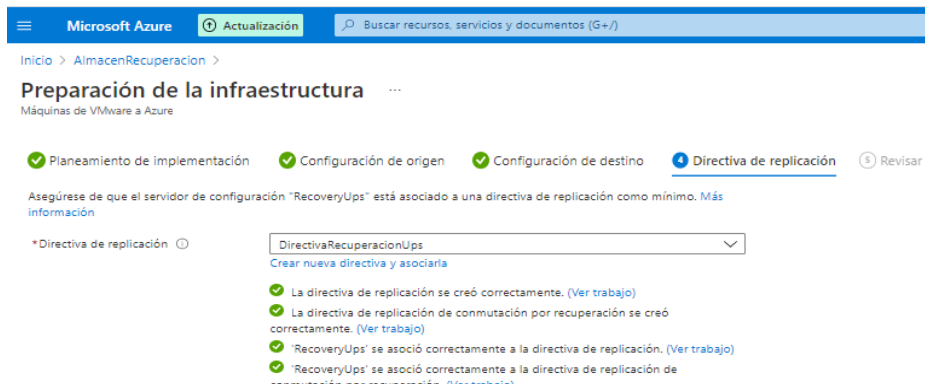 Microsoft Azure Actualización Buscar recursos, servicios y documentos (G+/)
Inicio > AlmacenRecuperacion >
Preparación de la infraestructura ...
Máquinas de VMware a Azure
Planeamiento de implementación Configuración de origen Configuración de destino 4 Directiva de replicación 5 Revisar
Asegúrese de que el servidor de configuración "RecoveryUps" está asociado a una directiva de replicación como mínimo. Más
información
*Directiva de replicación DirectivaRecuperacionUps
Crear nueva directiva y asociarla
La directiva de replicación se creó correctamente. (Ver trabajo)
La directiva de replicación de conmutación por recuperación se creó
correctamente. (Ver trabajo)
'RecoveryUps' se asoció correctamente a la directiva de replicación. (Ver trabajo)
'RecoveryUps' se asoció correctamente a la directiva de replicación de
conmutación por recuperación. (Ver trabajo)